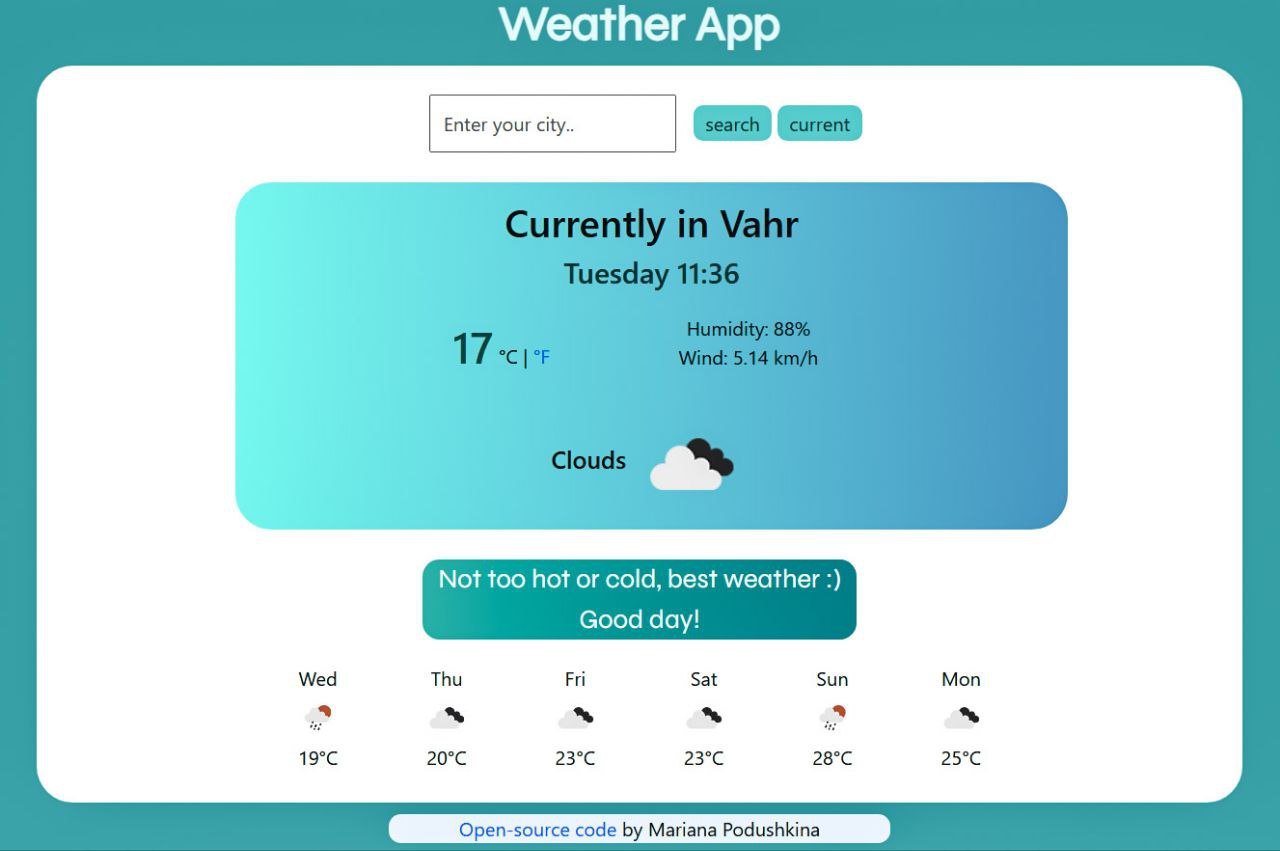 Weather App
Enter your city..
search current
Currently in Vahr
Tuesday 11:36
17 °C | °F
Humidity: 88%
Wind: 5.14 km/h
Clouds
Not too hot or cold, best weather :)
Good day!
Wed Thu Fri Sat Sun Mon
19°C 20°C 23°C 23°C 28°C 25°C
Open-source code by Mariana Podushkina